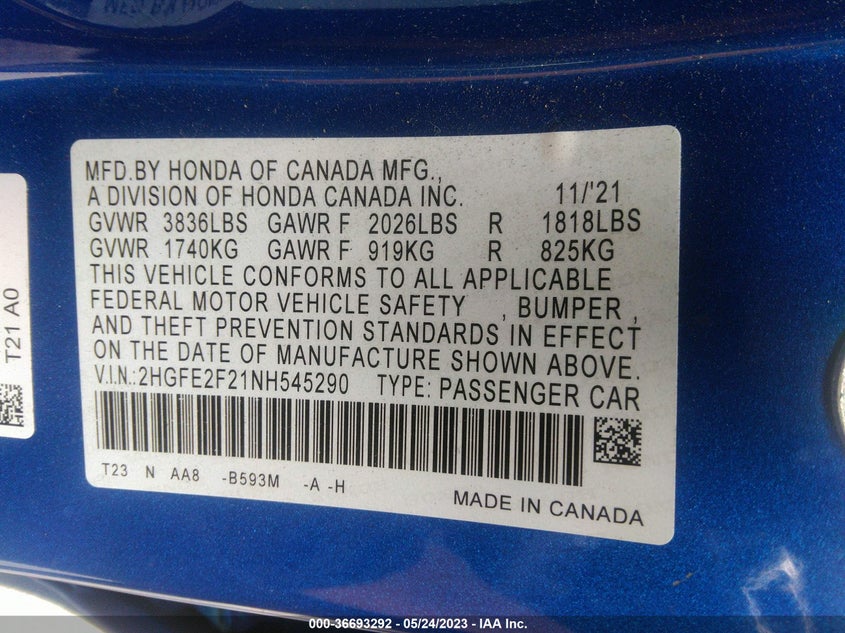 MFD.BY HONDA OF CANADA MFG.,
A DIVISION OF HONDA CANADA INC. 11/'21
GVWR 3836LBS GAWR F 2026LBS R 1818LBS
GVWR 1740KG GAWR F 919KG R 825KG
THIS VEHICLE CONFORMS TO ALL APPLICABLE
FEDERAL MOTOR VEHICLE SAFETY , BUMPER ,
AND THEFT PREVENTION STANDARDS IN EFFECT
ON THE DATE OF MANUFACTURE SHOWN ABOVE.
V.I.N.:2HGFE2F21NH545290 TYPE: PASSENGER CAR
T23 N AA8 -B593M -A -H
MADE IN CANADA
T21 A0
000-36693292 - 05/24/2023 - IAA Inc.